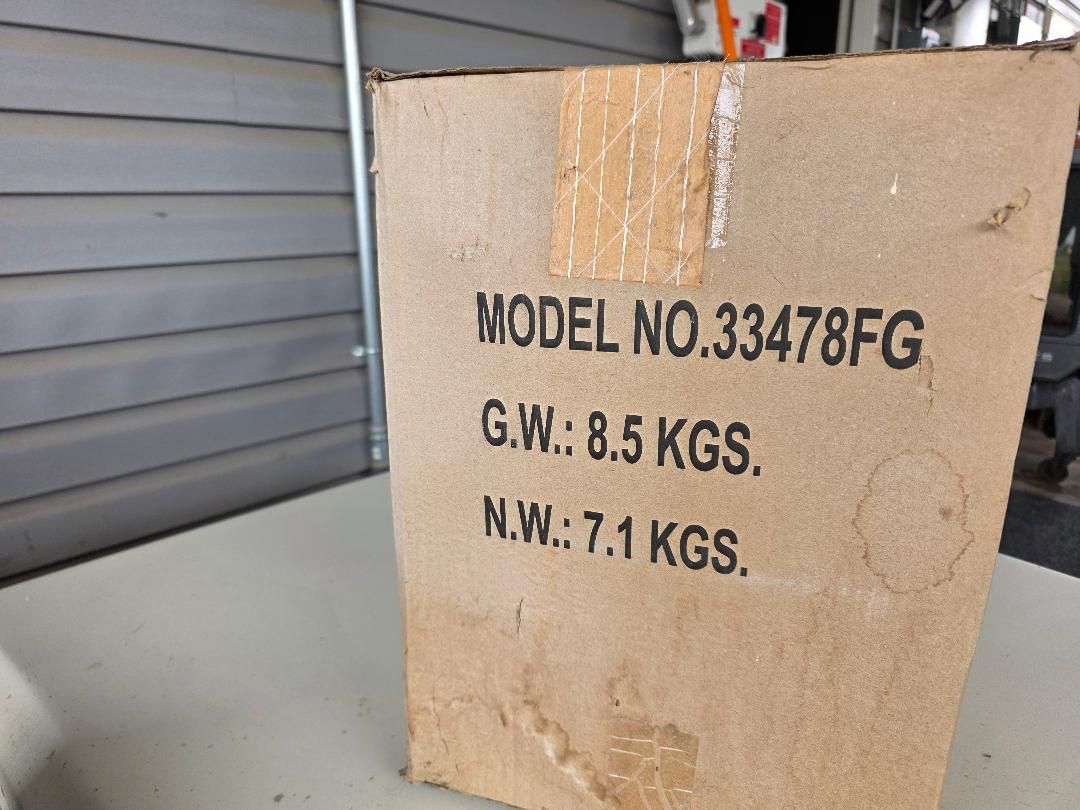 MODEL NO.33478FG
G.W.: 8.5 KGS.
N.W.: 7.1 KGS.